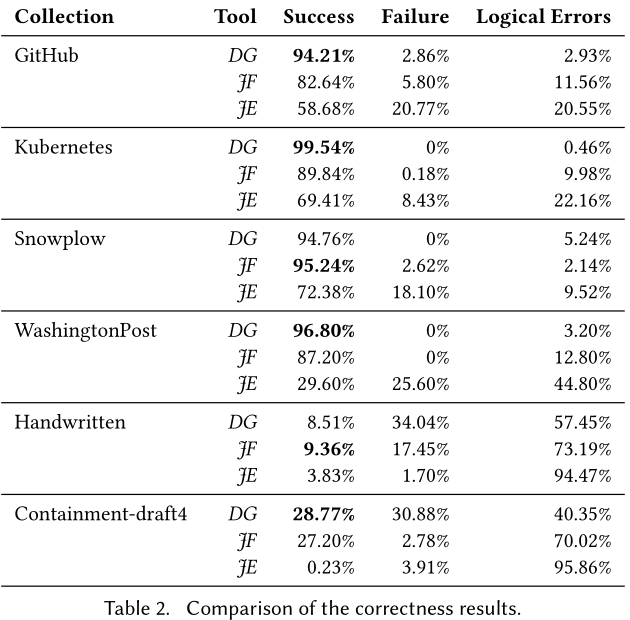 Collection Tool Success Failure Logical Errors
GitHub DG 94.21% 2.86% 2.93%
JF 82.64% 5.80% 11.56%
JE 58.68% 20.77% 20.55%
Kubernetes DG 99.54% 0% 0.46%
JF 89.84% 0.18% 9.98%
JE 69.41% 8.43% 22.16%
Snowplow DG 94.76% 0% 5.24%
JF 95.24% 2.62% 2.14%
JE 72.38% 18.10% 9.52%
WashingtonPost DG 96.80% 0% 3.20%
JF 87.20% 0% 12.80%
JE 29.60% 25.60% 44.80%
Handwritten DG 8.51% 34.04% 57.45%
JF 9.36% 17.45% 73.19%
JE 3.83% 1.70% 94.47%
Containment-draft4 DG 28.77% 30.88% 40.35%
JF 27.20% 2.78% 70.02%
JE 0.23% 3.91% 95.86%
Table 2. Comparison of the correctness results.